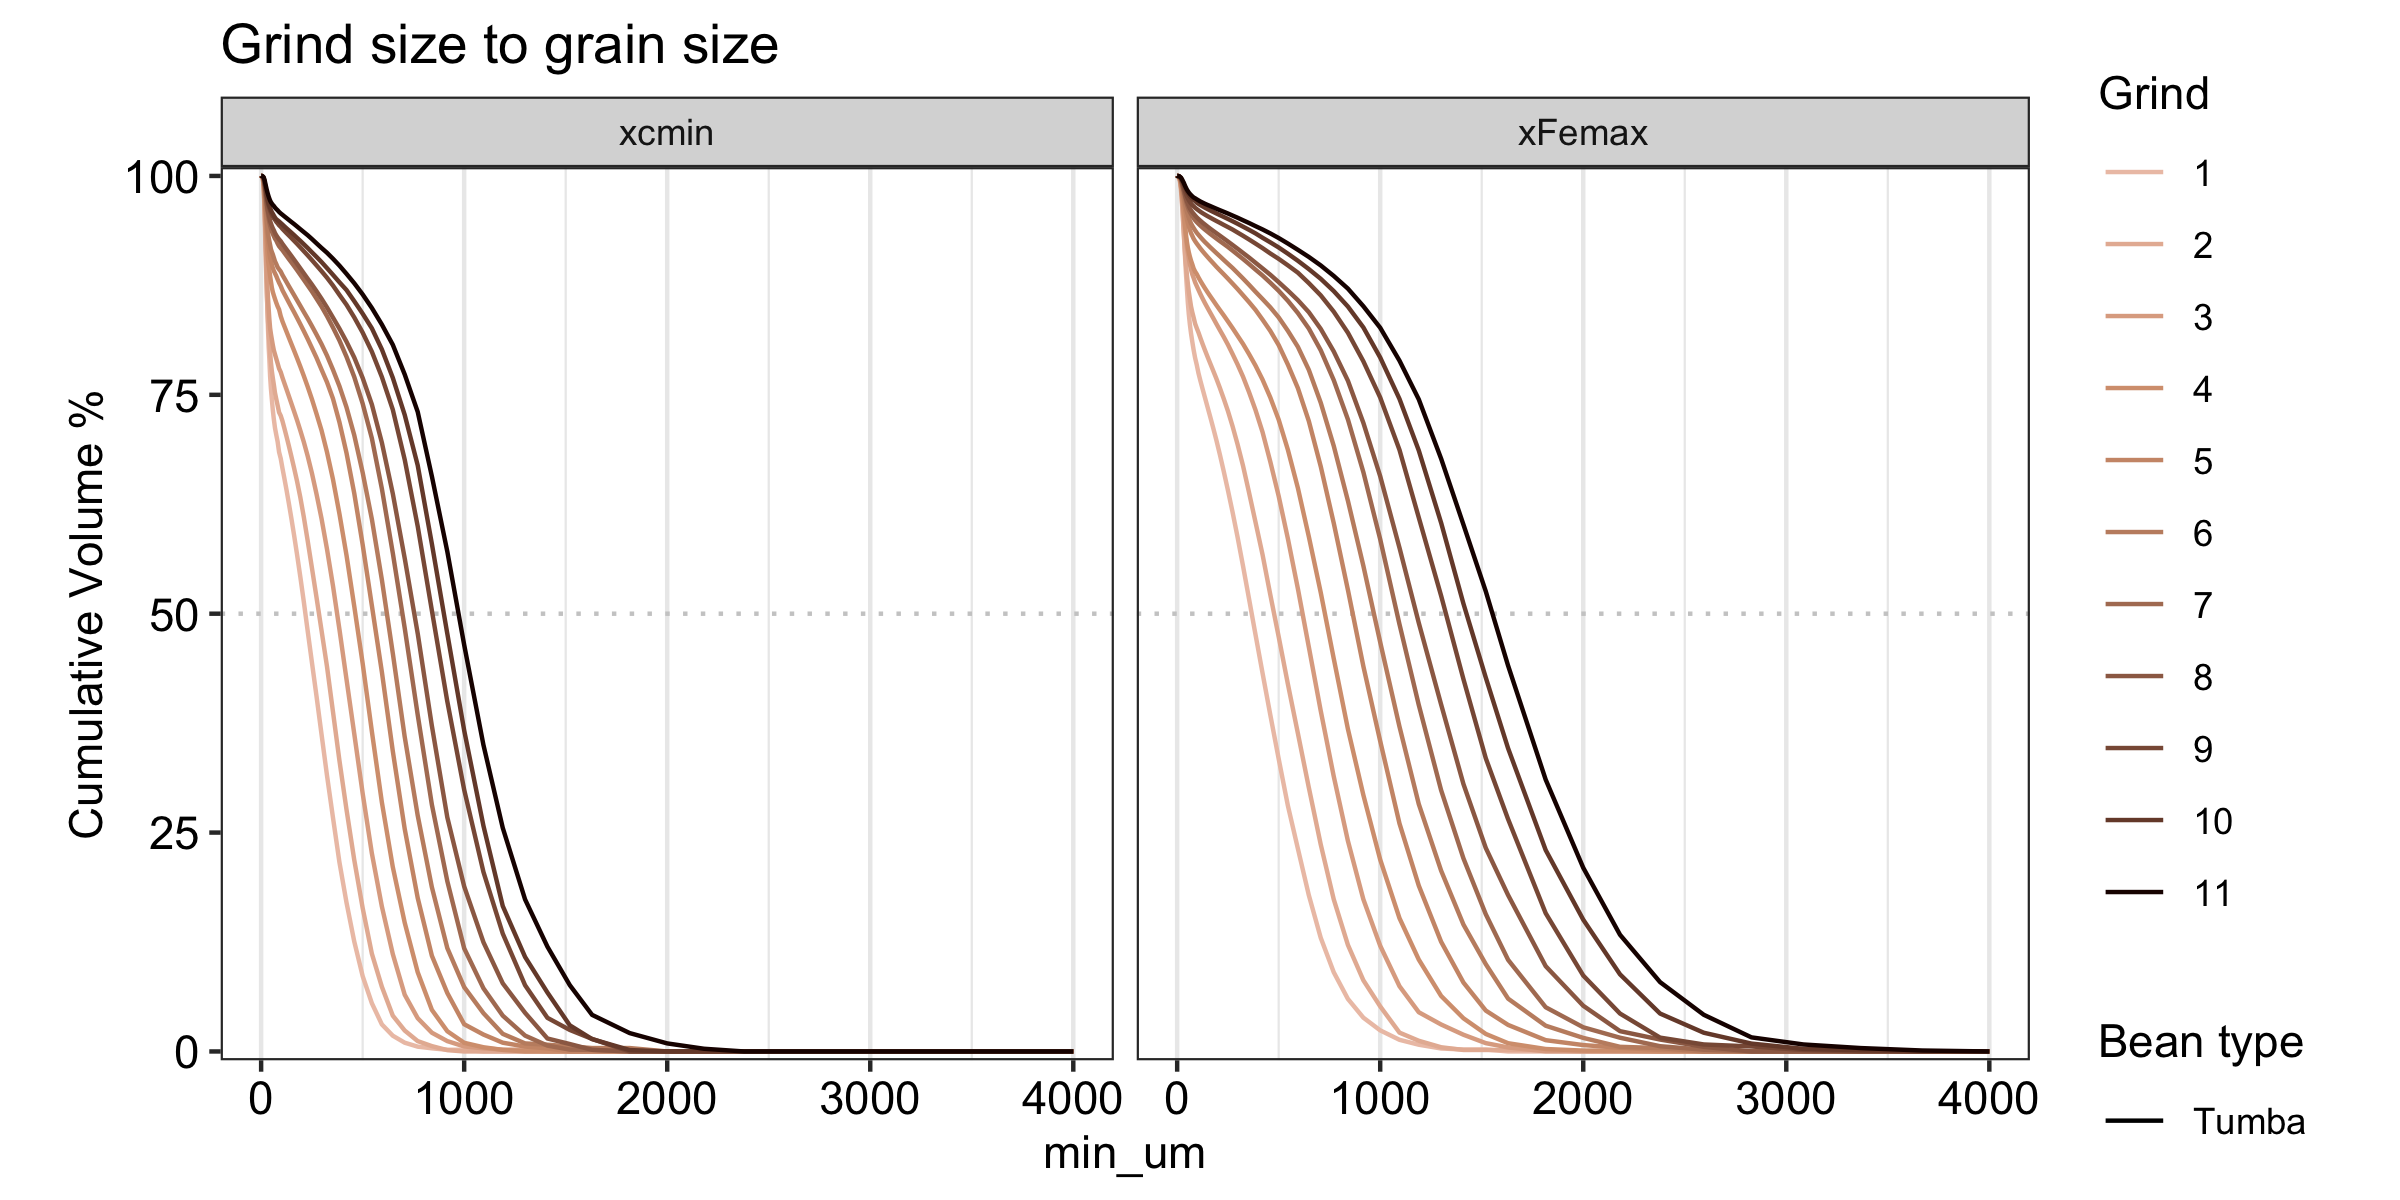 Grind size to grain size
xcmin
xFemax
Cumulative Volume %
100
75
50
25
0
0 1000 2000 3000 4000
0 1000 2000 3000 4000
min_um
Grind
1
2
3
4
5
6
7
8
9
10
11
Bean type
Tumba